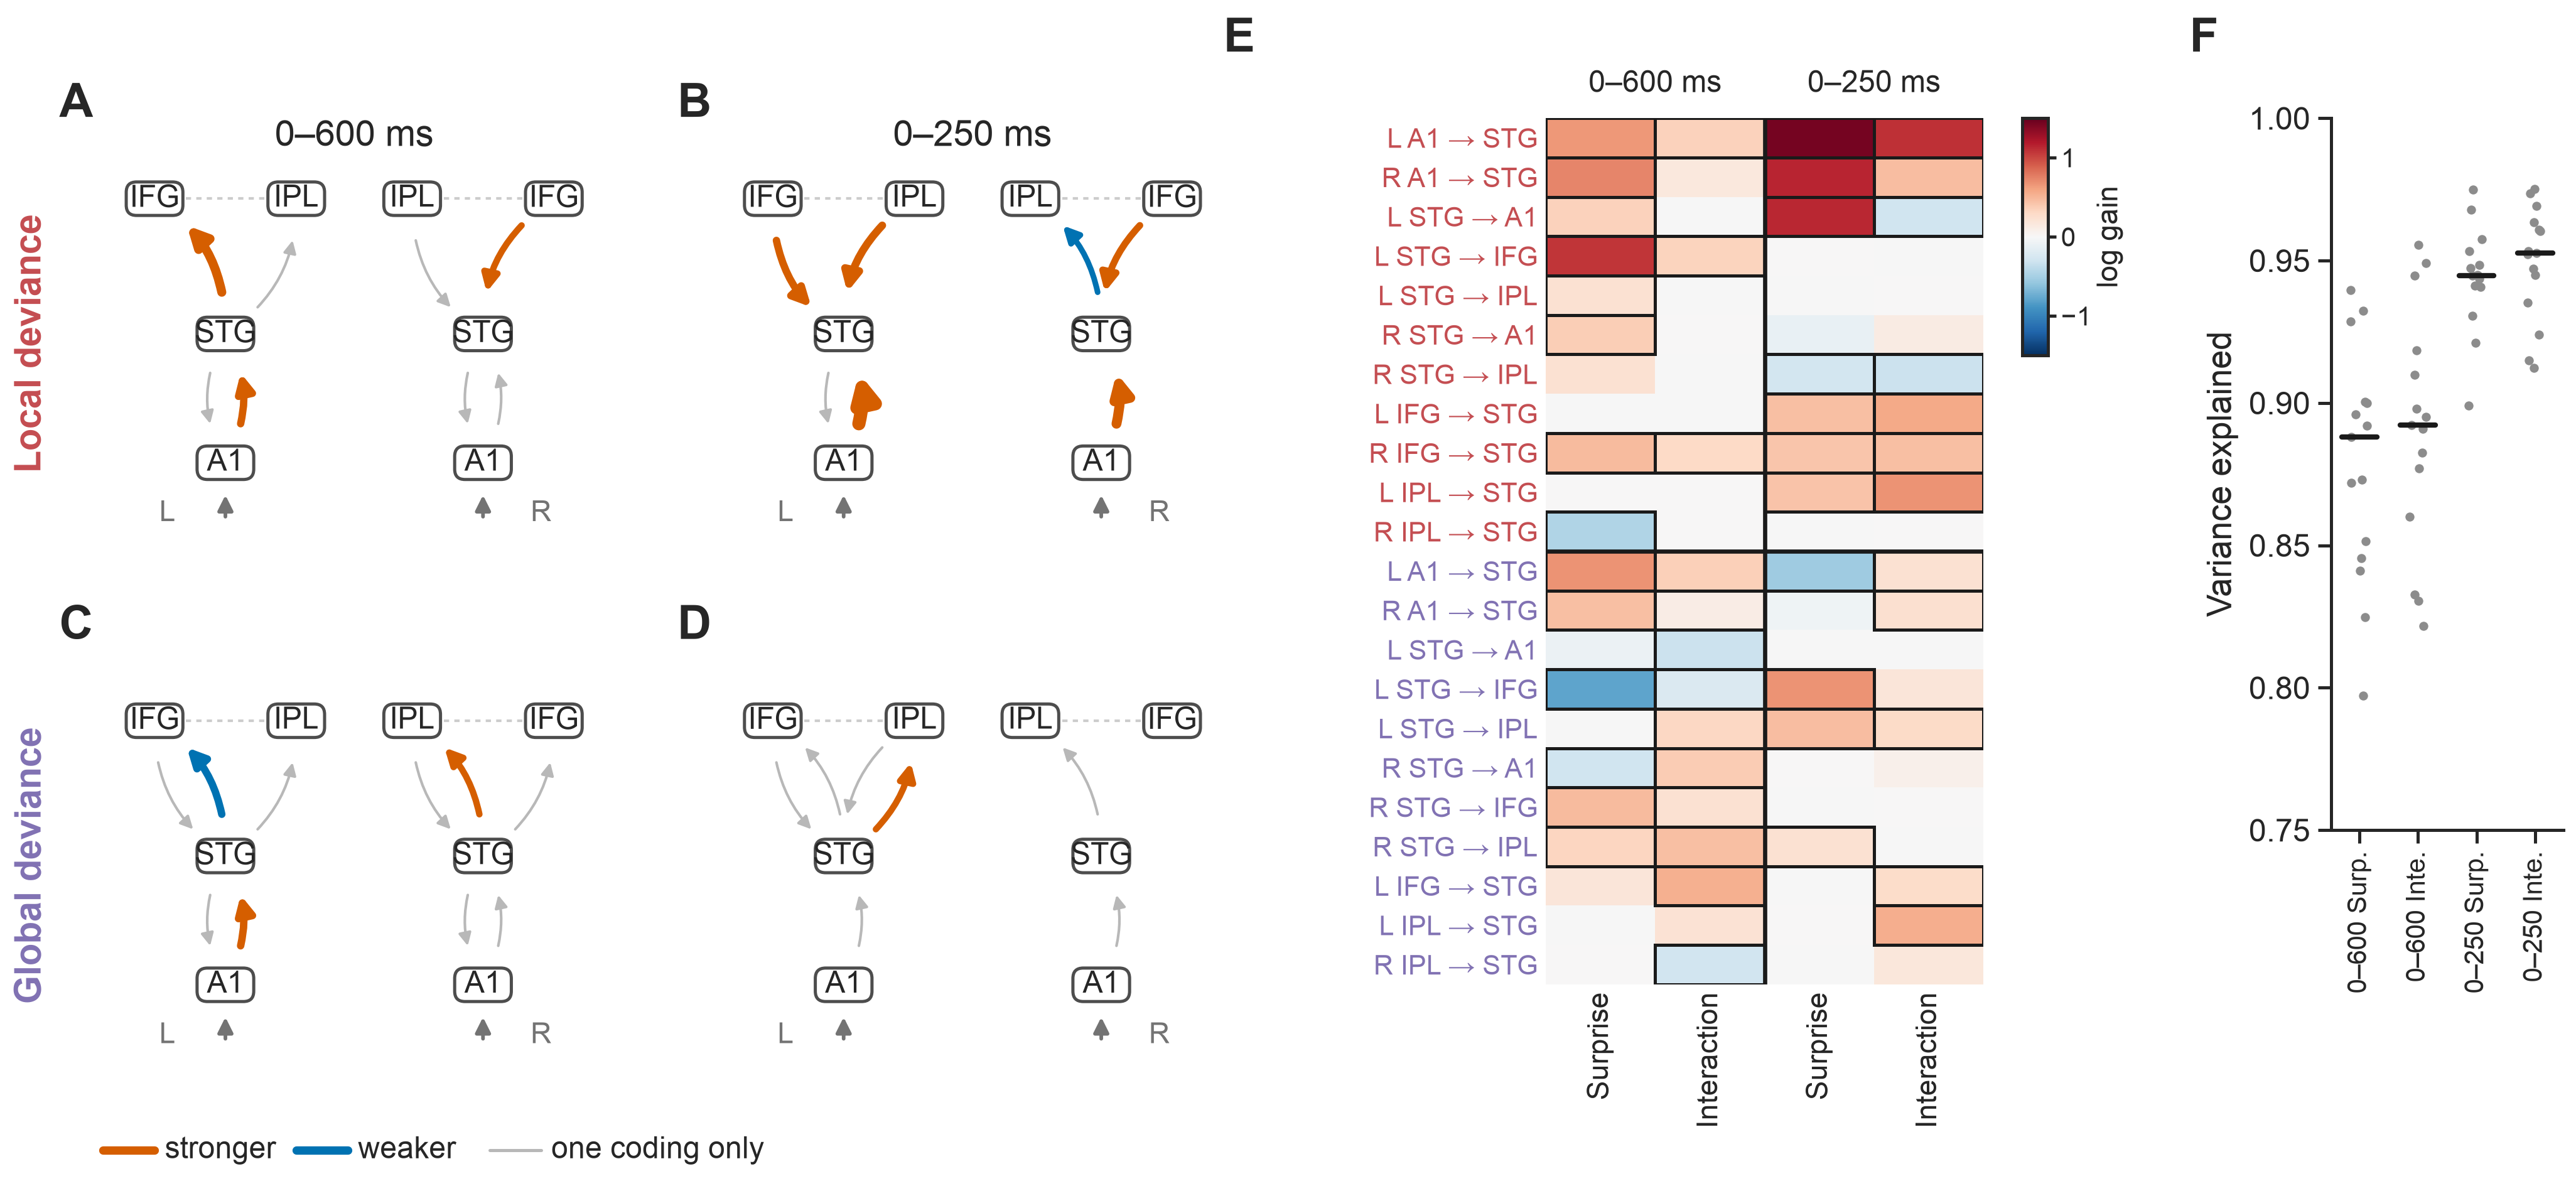 A
0–600 ms
B
0–250 ms
Local deviance
IFG
IPL
IPL
IFG
STG
STG
A1
A1
L
R
IFG
IPL
IPL
IFG
STG
STG
A1
A1
L
R
C
D
Global deviance
IFG
IPL
IPL
IFG
STG
STG
A1
A1
L
R
IFG
IPL
IPL
IFG
STG
STG
A1
A1
L
R
stronger
weaker
one coding only
E
0–600 ms
0–250 ms
L A1 → STG
R A1 → STG
L STG → A1
L STG → IFG
L STG → IPL
R STG → A1
R STG → IPL
L IFG → STG
R IFG → STG
L IPL → STG
R IPL → STG
L A1 → STG
R A1 → STG
L STG → A1
L STG → IFG
L STG → IPL
R STG → A1
R STG → IFG
R STG → IPL
L IFG → STG
L IPL → STG
R IPL → STG
Surprise
Interaction
Surprise
Interaction
1
0
−1
log gain
F
Variance explained
1.00
0.95
0.90
0.85
0.80
0.75
0–600 Surp.
0–600 Inte.
0–250 Surp.
0–250 Inte.